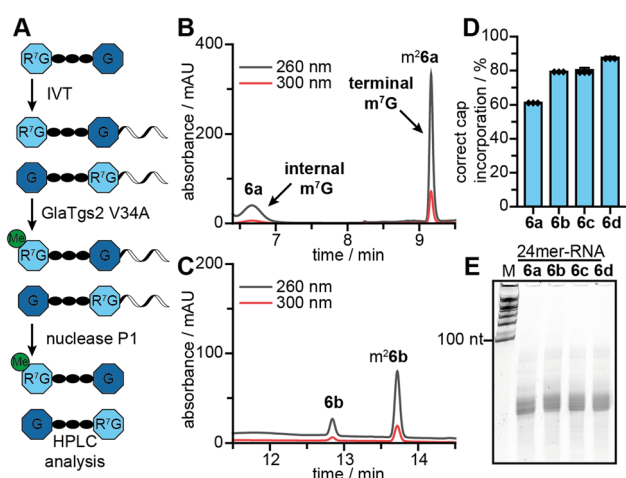 A
R⁷G
G
IVT
R⁷G
G
G
R⁷G
GlaTgs2 V34A
Me
R⁷G
G
G
R⁷G
nuclease P1
Me
R⁷G
G
G
R⁷G
HPLC
analysis
B
absorbance / mAU
400
200
0
260 nm
300 nm
m²6a
terminal
m⁷G
6a
internal
m⁷G
7
8
9
time / min
C
absorbance / mAU
200
100
0
260 nm
300 nm
6b
m²6b
12
13
14
time / min
D
correct cap
incorporation / %
100
80
60
40
20
0
6a 6b 6c 6d
E
24mer-RNA
M 6a 6b 6c 6d
100 nt